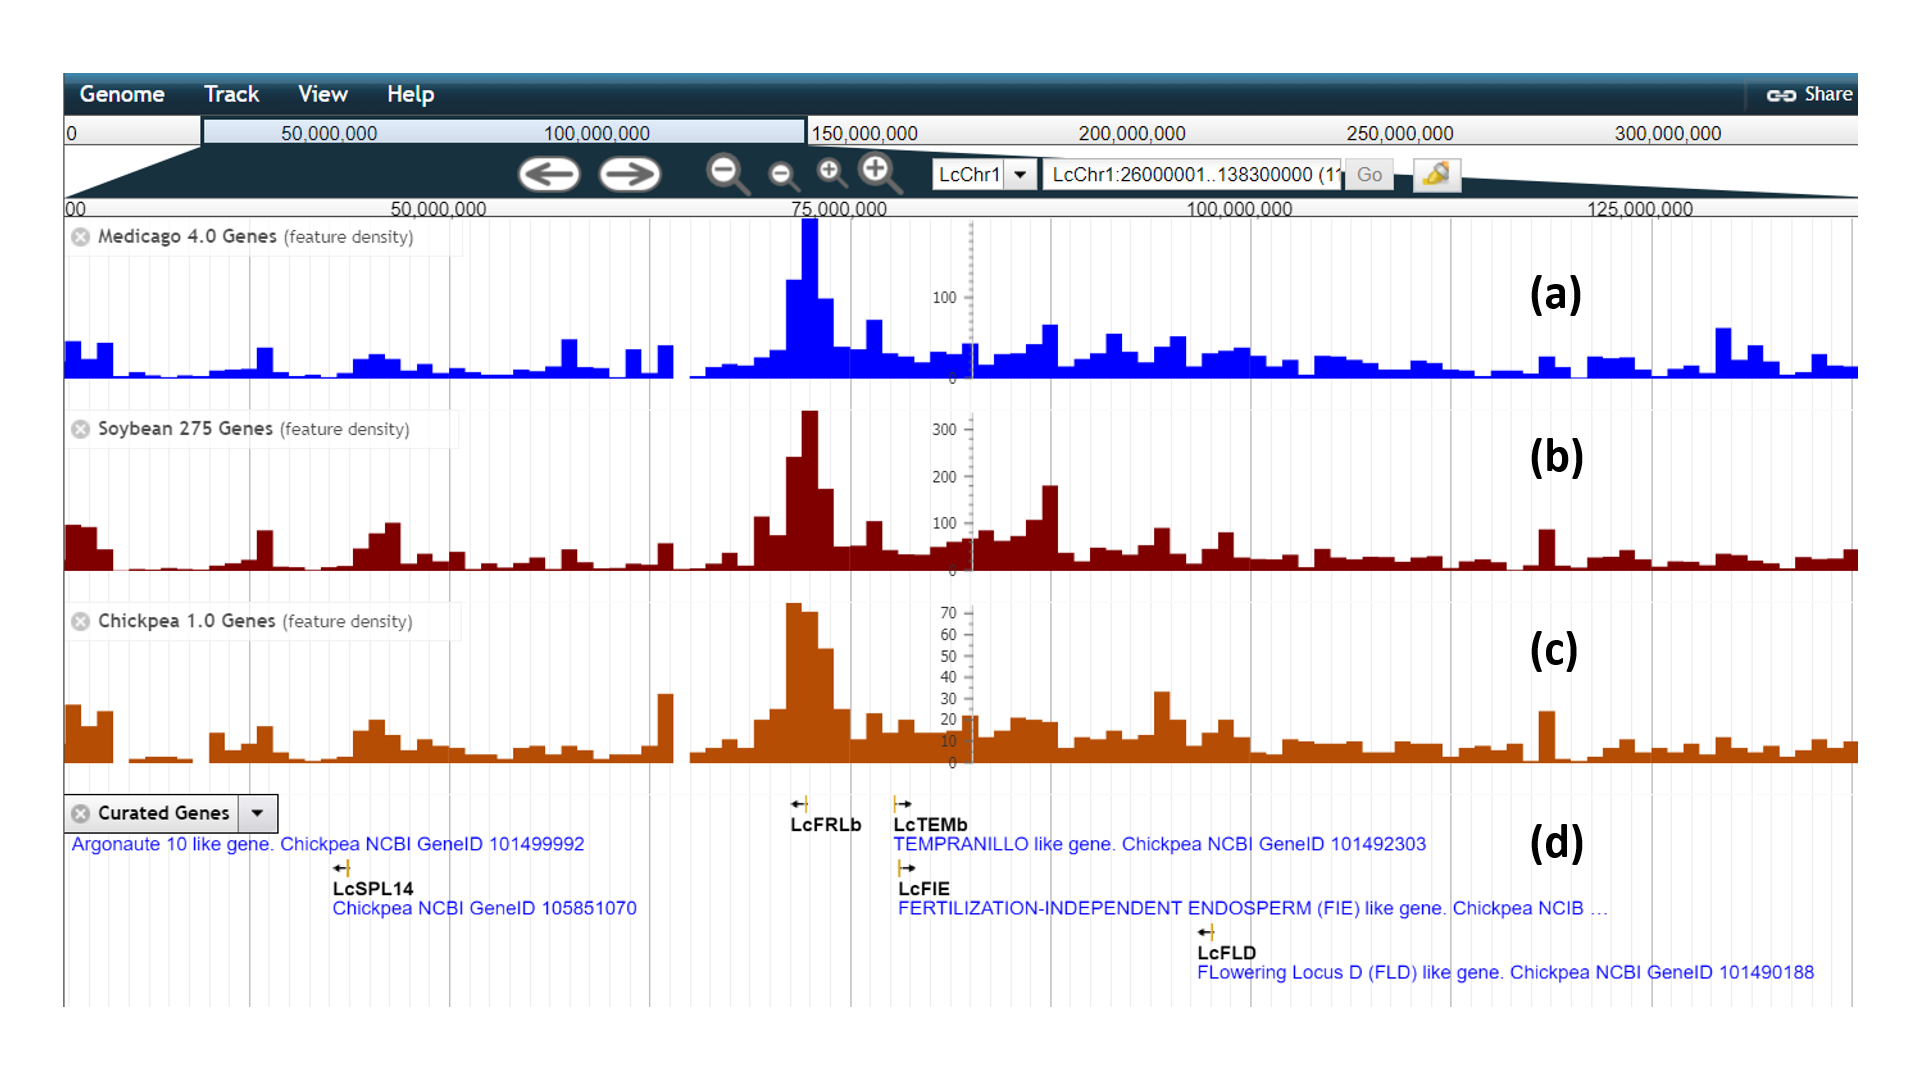 Genome Track View Help Share
0 50,000,000 100,000,000 150,000,000 200,000,000 250,000,000 300,000,000
LcChr1 LcChr1:26000001..138300000 (11 Go
00 50,000,000 75,000,000 100,000,000 125,000,000
Medicago 4.0 Genes (feature density)
100
0
(a)
Soybean 275 Genes (feature density)
300
200
100
0
(b)
Chickpea 1.0 Genes (feature density)
70
60
50
40
30
20
10
0
(c)
Curated Genes
LcFRLb LcTEMb
Argonaute 10 like gene. Chickpea NCBI GeneID 101499992 TEMPRANILLO like gene. Chickpea NCBI GeneID 101492303
(d)
LcSPL14 LcFIE
Chickpea NCBI GeneID 105851070 FERTILIZATION-INDEPENDENT ENDOSPERM (FIE) like gene. Chickpea NCIB ...
LcFLD
FLowering Locus D (FLD) like gene. Chickpea NCBI GeneID 101490188